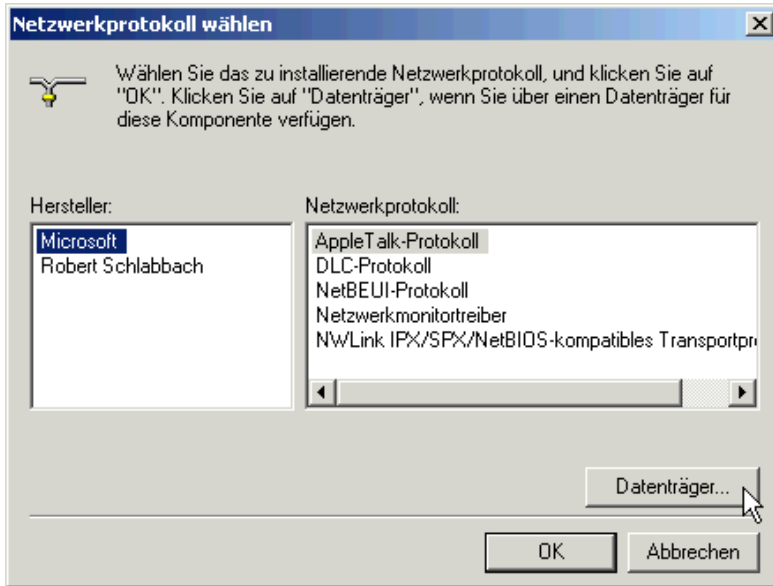 Netzwerkprotokoll wählen
Wählen Sie das zu installierende Netzwerkprotokoll, und klicken Sie auf
"OK". Klicken Sie auf "Datenträger", wenn Sie über einen Datenträger für
diese Komponente verfügen.
Hersteller:
Microsoft
Robert Schlabbach
Netzwerkprotokoll:
AppleTalk-Protokoll
DLC-Protokoll
NetBEUI-Protokoll
Netzwerkmonitortreiber
NWLink IPX/SPX/NetBIOS-kompatibles Transportpr
Datenträger...
OK
Abbrechen